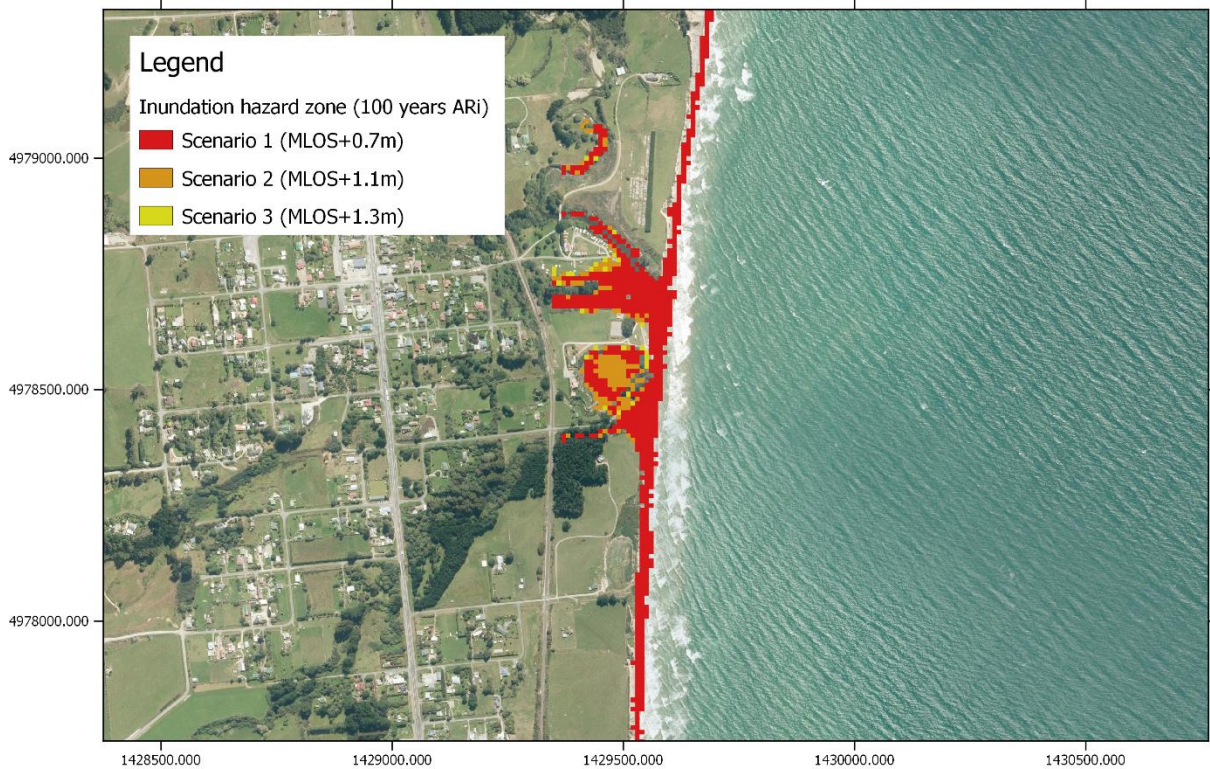 Legend
Inundation hazard zone (100 years ARi)
Scenario 1 (MLOS+0.7m)
Scenario 2 (MLOS+1.1m)
Scenario 3 (MLOS+1.3m)
4979000.000
4978500.000
4978000.000
1428500.000
1429000.000
1429500.000
1430000.000
1430500.000